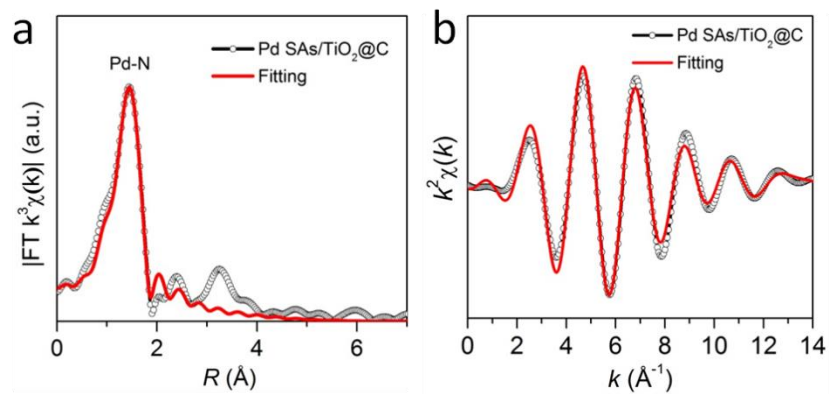 a
Pd-N
Pd SAs/TiO₂@C
Fitting
|FT k³χ(k)| (a.u.)
0
2
4
6
R (Å)
b
Pd SAs/TiO₂@C
Fitting
k²χ(k)
0
2
4
6
8
10
12
14
k (Å⁻¹)